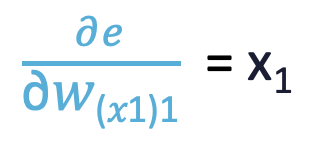 ∂e/∂w₍ₓ₁₎₁ = x₁